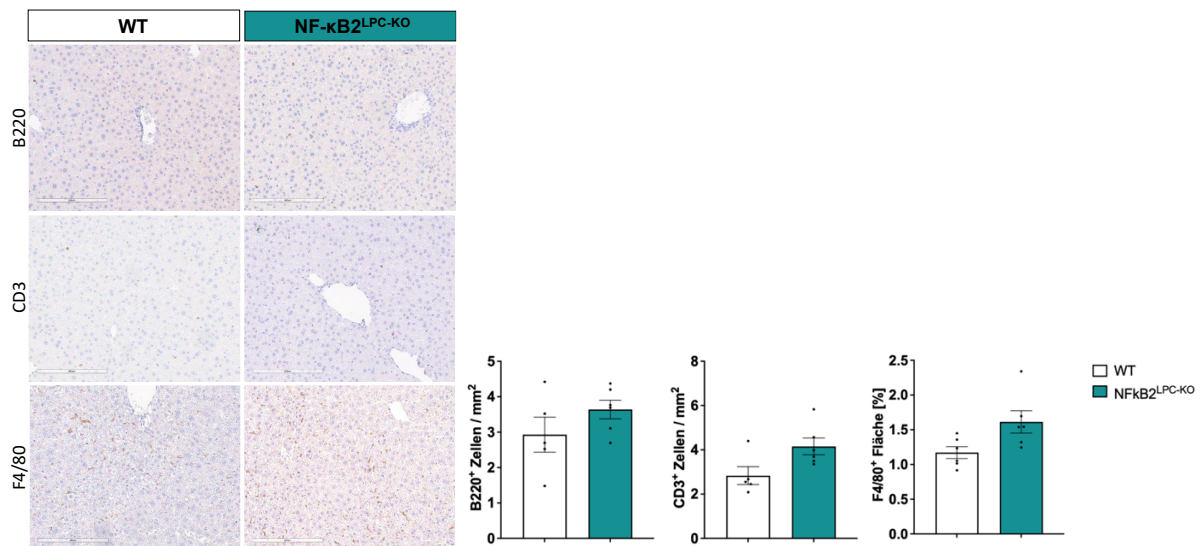 WT
NF-κB2LPC-KO
B220
CD3
F4/80
B220+ Zellen / mm2
5
4
3
2
1
0
CD3+ Zellen / mm2
8
6
4
2
0
F4/80+ Fläche [%]
2.5
2.0
1.5
1.0
0.5
0.0
WT
NFkB2LPC-KO